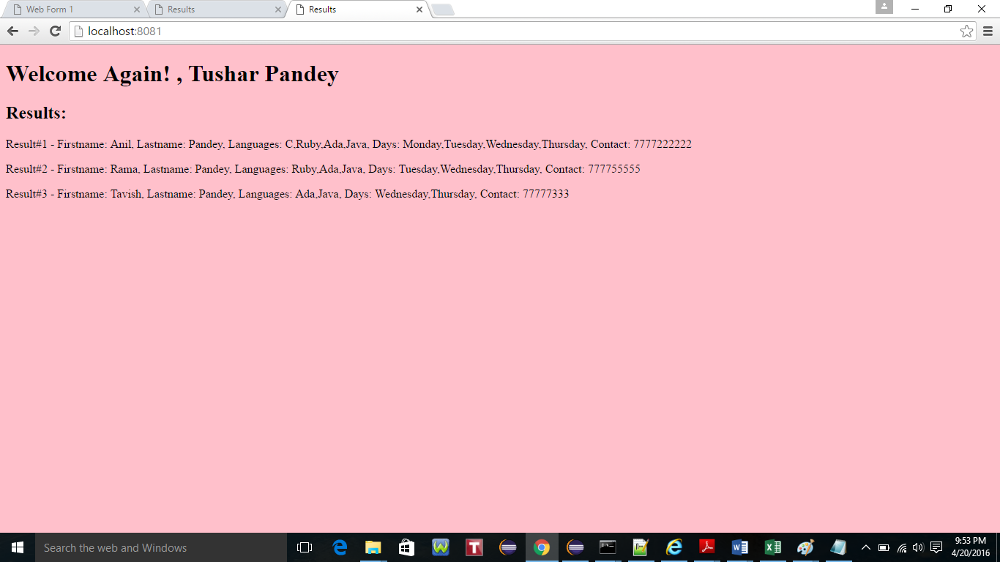 Web Form 1
Results
Results
localhost:8081
Welcome Again! , Tushar Pandey
Results:
Result#1 - Firstname: Anil, Lastname: Pandey, Languages: C,Ruby,Ada,Java, Days: Monday,Tuesday,Wednesday,Thursday, Contact: 7777222222
Result#2 - Firstname: Rama, Lastname: Pandey, Languages: Ruby,Ada,Java, Days: Tuesday,Wednesday,Thursday, Contact: 777755555
Result#3 - Firstname: Tavish, Lastname: Pandey, Languages: Ada,Java, Days: Wednesday,Thursday, Contact: 77777333
Search the web and Windows
9:53 PM
4/20/2016